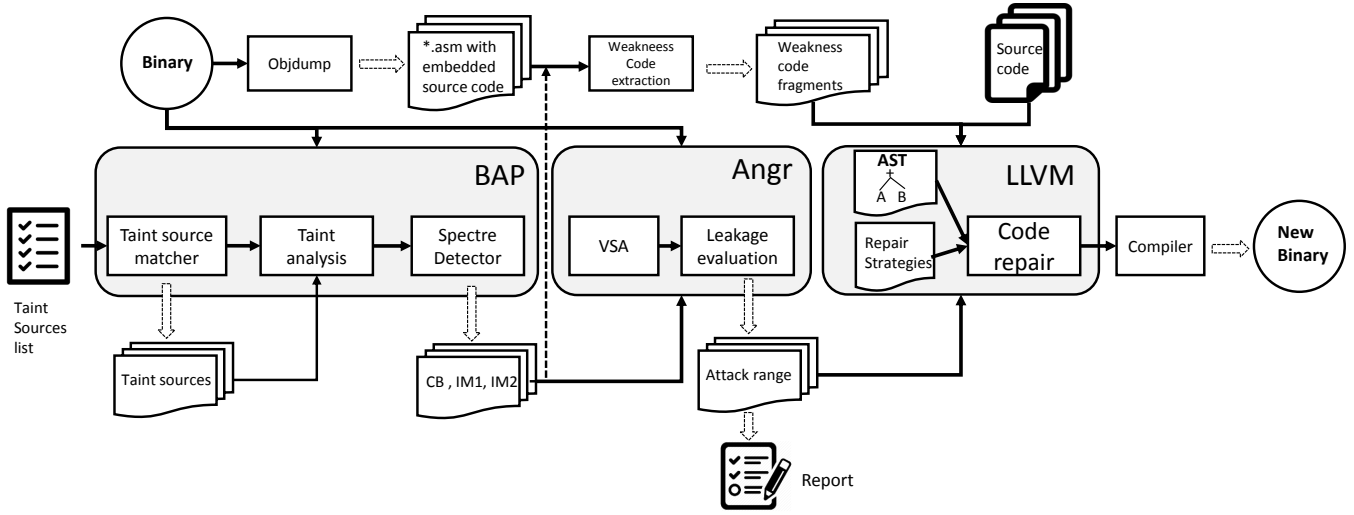 Binary
Objdump
*.asm with
embedded
source code
Weakneess
Code
extraction
Weakness
code
fragments
Source
code
BAP
Angr
LLVM
AST
+
A B
Taint source
matcher
Taint
analysis
Spectre
Detector
VSA
Leakage
evaluation
Repair
Strategies
Code
repair
Compiler
New
Binary
Taint
Sources
list
Taint sources
CB , IM1, IM2
Attack range
Report